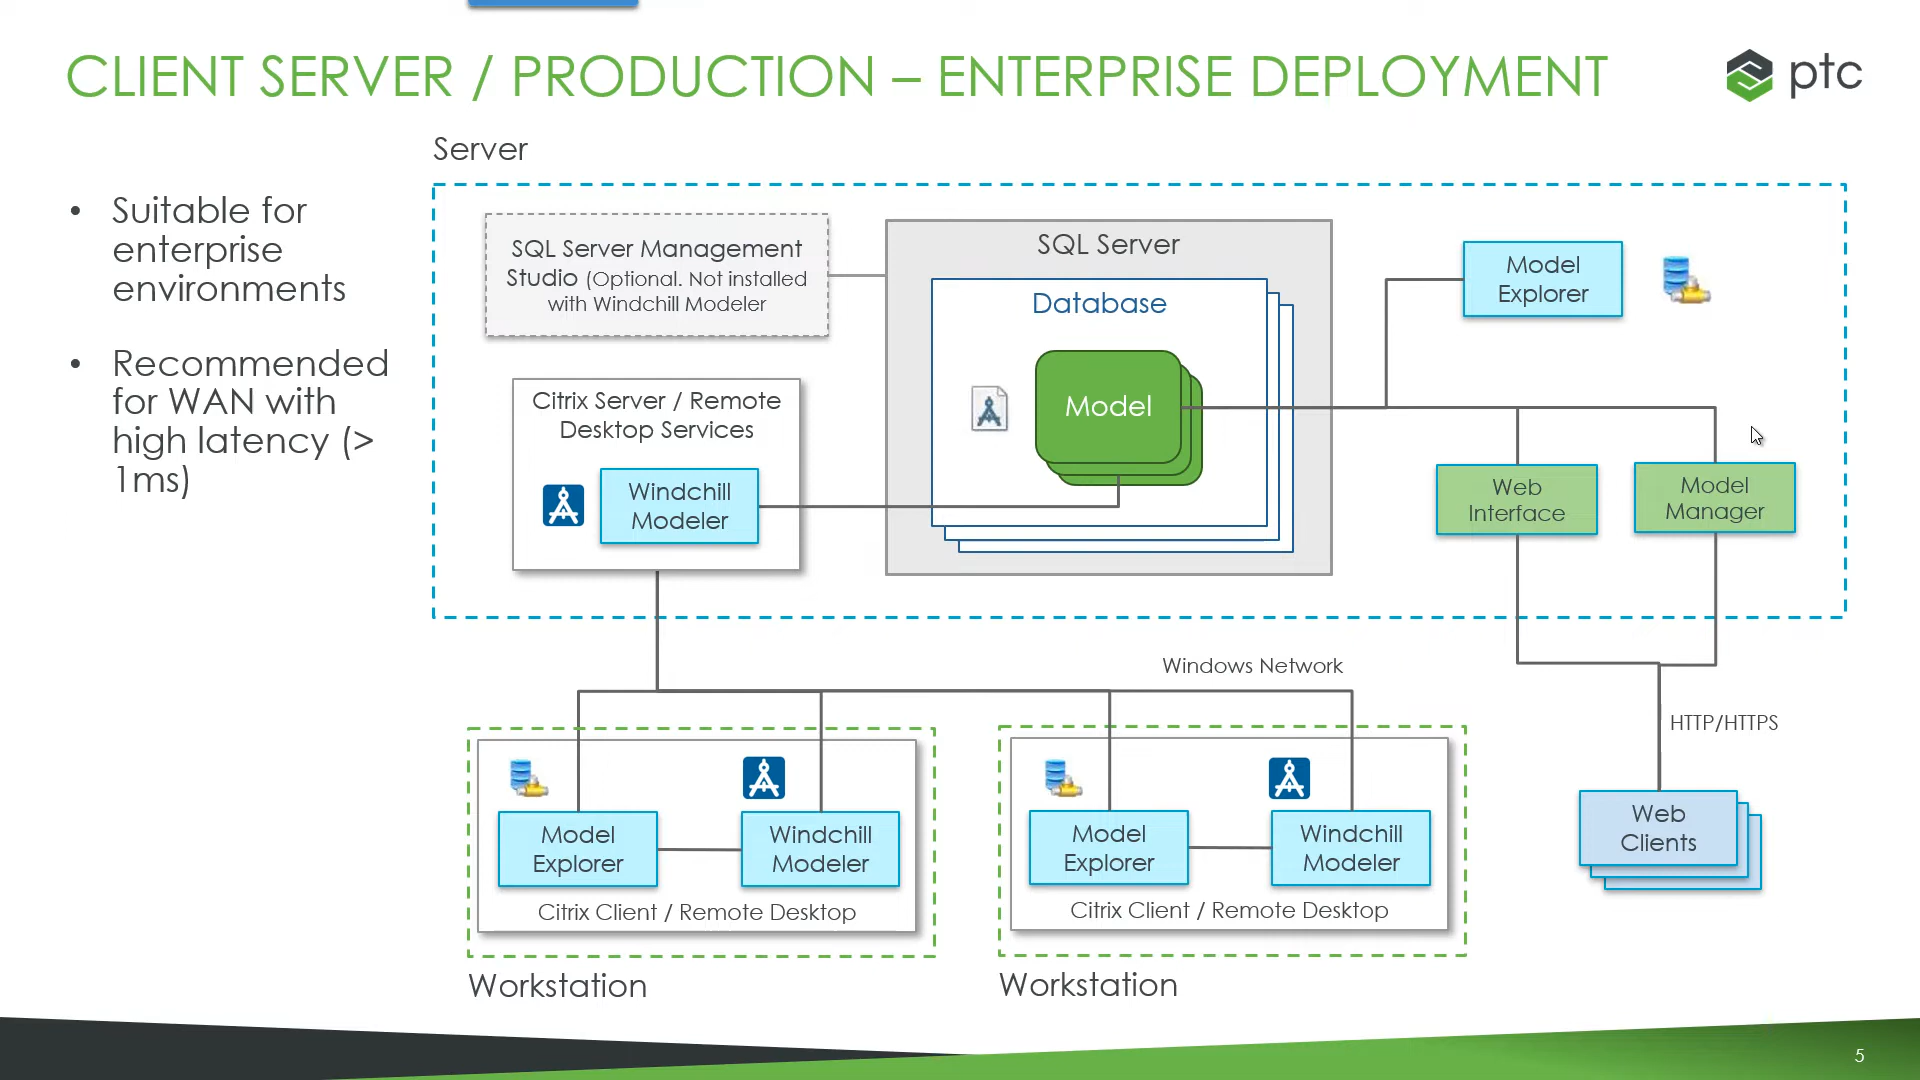 CLIENT SERVER / PRODUCTION – ENTERPRISE DEPLOYMENT
ptc
• Suitable for
enterprise
environments
• Recommended
for WAN with
high latency (>
1ms)
Server
SQL Server Management
Studio (Optional. Not installed
with Windchill Modeler
SQL Server
Database
Model
Model
Explorer
Citrix Server / Remote
Desktop Services
Windchill
Modeler
Web
Interface
Model
Manager
Windows Network
HTTP/HTTPS
Model
Explorer
Windchill
Modeler
Citrix Client / Remote Desktop
Workstation
Model
Explorer
Windchill
Modeler
Citrix Client / Remote Desktop
Workstation
Web
Clients
5